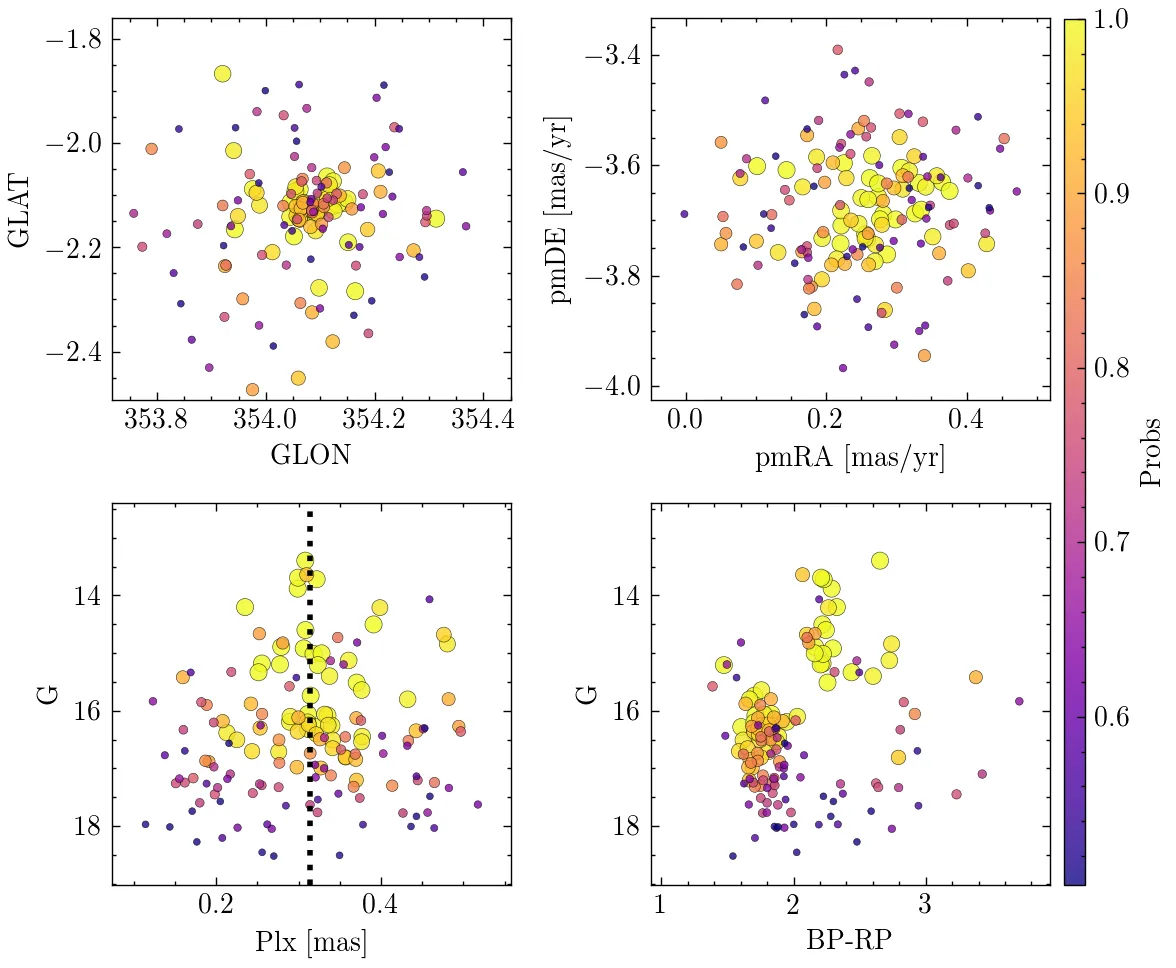 −1.8
−2.0
−2.2
−2.4
GLAT
353.8 354.0 354.2 354.4
GLON
−3.4
−3.6
−3.8
−4.0
pmDE [mas/yr]
0.0 0.2 0.4
pmRA [mas/yr]
14
16
18
G
0.2 0.4
Plx [mas]
14
16
18
G
1 2 3
BP-RP
1.0
0.9
0.8
0.7
0.6
Probs